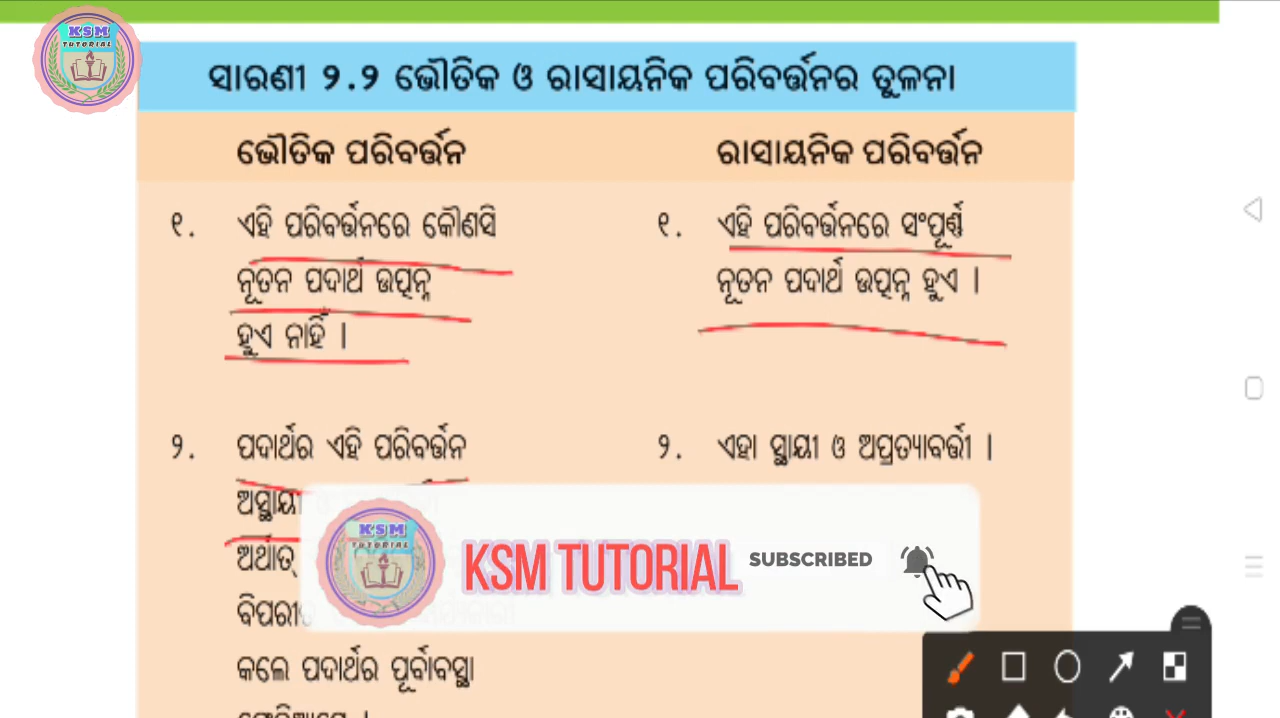 KSM
TUTORIAL
ସାରଣୀ ୨.୨ ଭୌତିକ ଓ ରାସାୟନିକ ପରିବର୍ତ୍ତନର ତୁଳନା
ଭୌତିକ ପରିବର୍ତ୍ତନ
ରାସାୟନିକ ପରିବର୍ତ୍ତନ
୧. ଏହି ପରିବର୍ତ୍ତନରେ କୌଣସି
ନୂତନ ପଦାର୍ଥ ଉତ୍ପନ୍ନ
ହୁଏ ନାହିଁ ।
୧. ଏହି ପରିବର୍ତ୍ତନରେ ସଂପୂର୍ଣ୍ଣ
ନୂତନ ପଦାର୍ଥ ଉତ୍ପନ୍ନ ହୁଏ ।
୨. ପଦାର୍ଥର ଏହି ପରିବର୍ତ୍ତନ
ଅସ୍ଥାୟୀ
ଅର୍ଥାତ୍
କଲେ ପଦାର୍ଥର ପୂର୍ବାବସ୍ଥା
୨. ଏହା ସ୍ଥାୟୀ ଓ ଅପ୍ରତ୍ୟାବର୍ତ୍ତୀ ।
KSM
TUTORIAL
KSM TUTORIAL
SUBSCRIBED